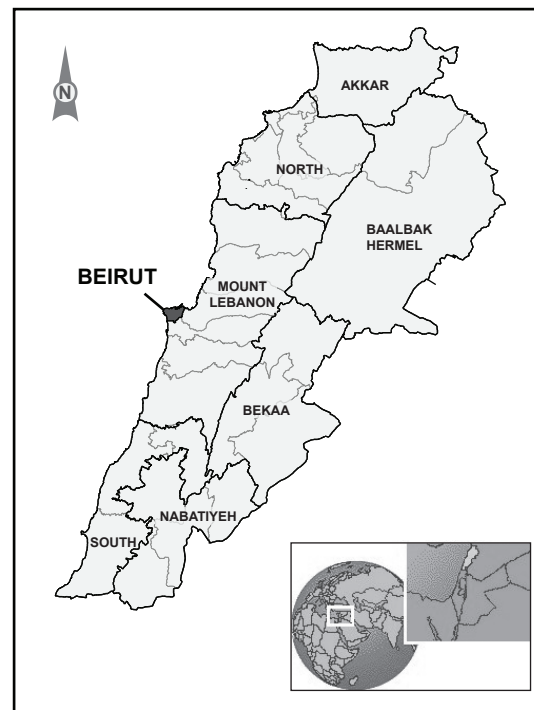 N
AKKAR
NORTH
BAALBAK
HERMEL
BEIRUT
MOUNT
LEBANON
BEKAA
NABATIYEH
SOUTH